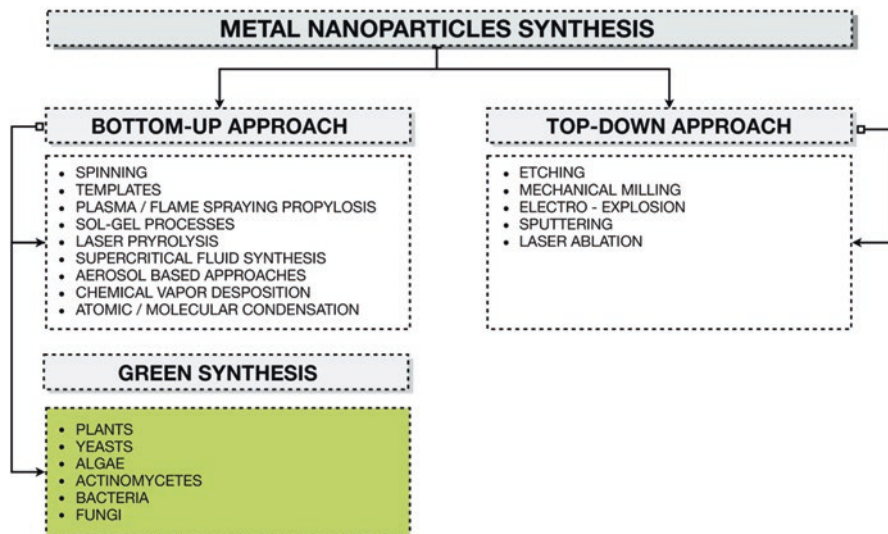 METAL NANOPARTICLES SYNTHESIS
BOTTOM-UP APPROACH
• SPINNING
• TEMPLATES
• PLASMA / FLAME SPRAYING PROPYLOSIS
• SOL-GEL PROCESSES
• LASER PRYROLYSIS
• SUPERCRITICAL FLUID SYNTHESIS
• AEROSOL BASED APPROACHES
• CHEMICAL VAPOR DESPOSITION
• ATOMIC / MOLECULAR CONDENSATION
TOP-DOWN APPROACH
• ETCHING
• MECHANICAL MILLING
• ELECTRO - EXPLOSION
• SPUTTERING
• LASER ABLATION
GREEN SYNTHESIS
• PLANTS
• YEASTS
• ALGAE
• ACTINOMYCETES
• BACTERIA
• FUNGI